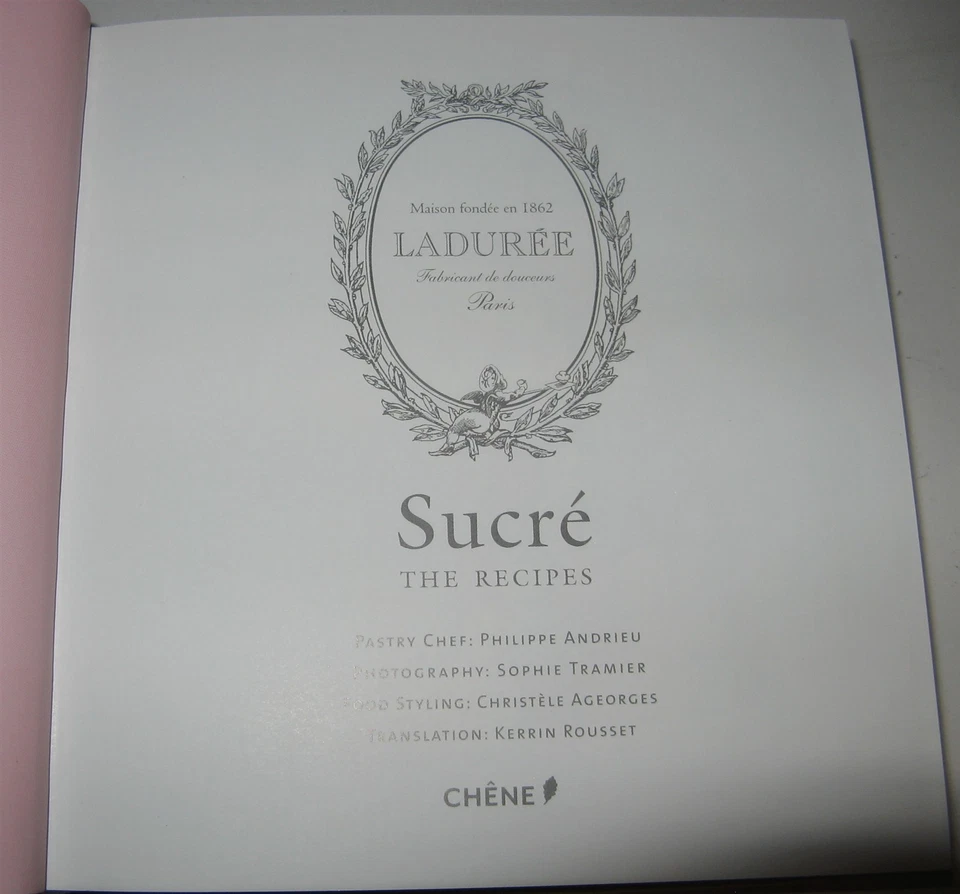 Maison fondée en 1862
LADURÉE
Fabricant de douceurs
Paris
Sucré
THE RECIPES
PASTRY CHEF: PHILIPPE ANDRIEU
PHOTOGRAPHY: SOPHIE TRAMIER
FOOD STYLING: CHRISTÈLE AGEORGES
TRANSLATION: KERRIN ROUSSET
CHÊNE